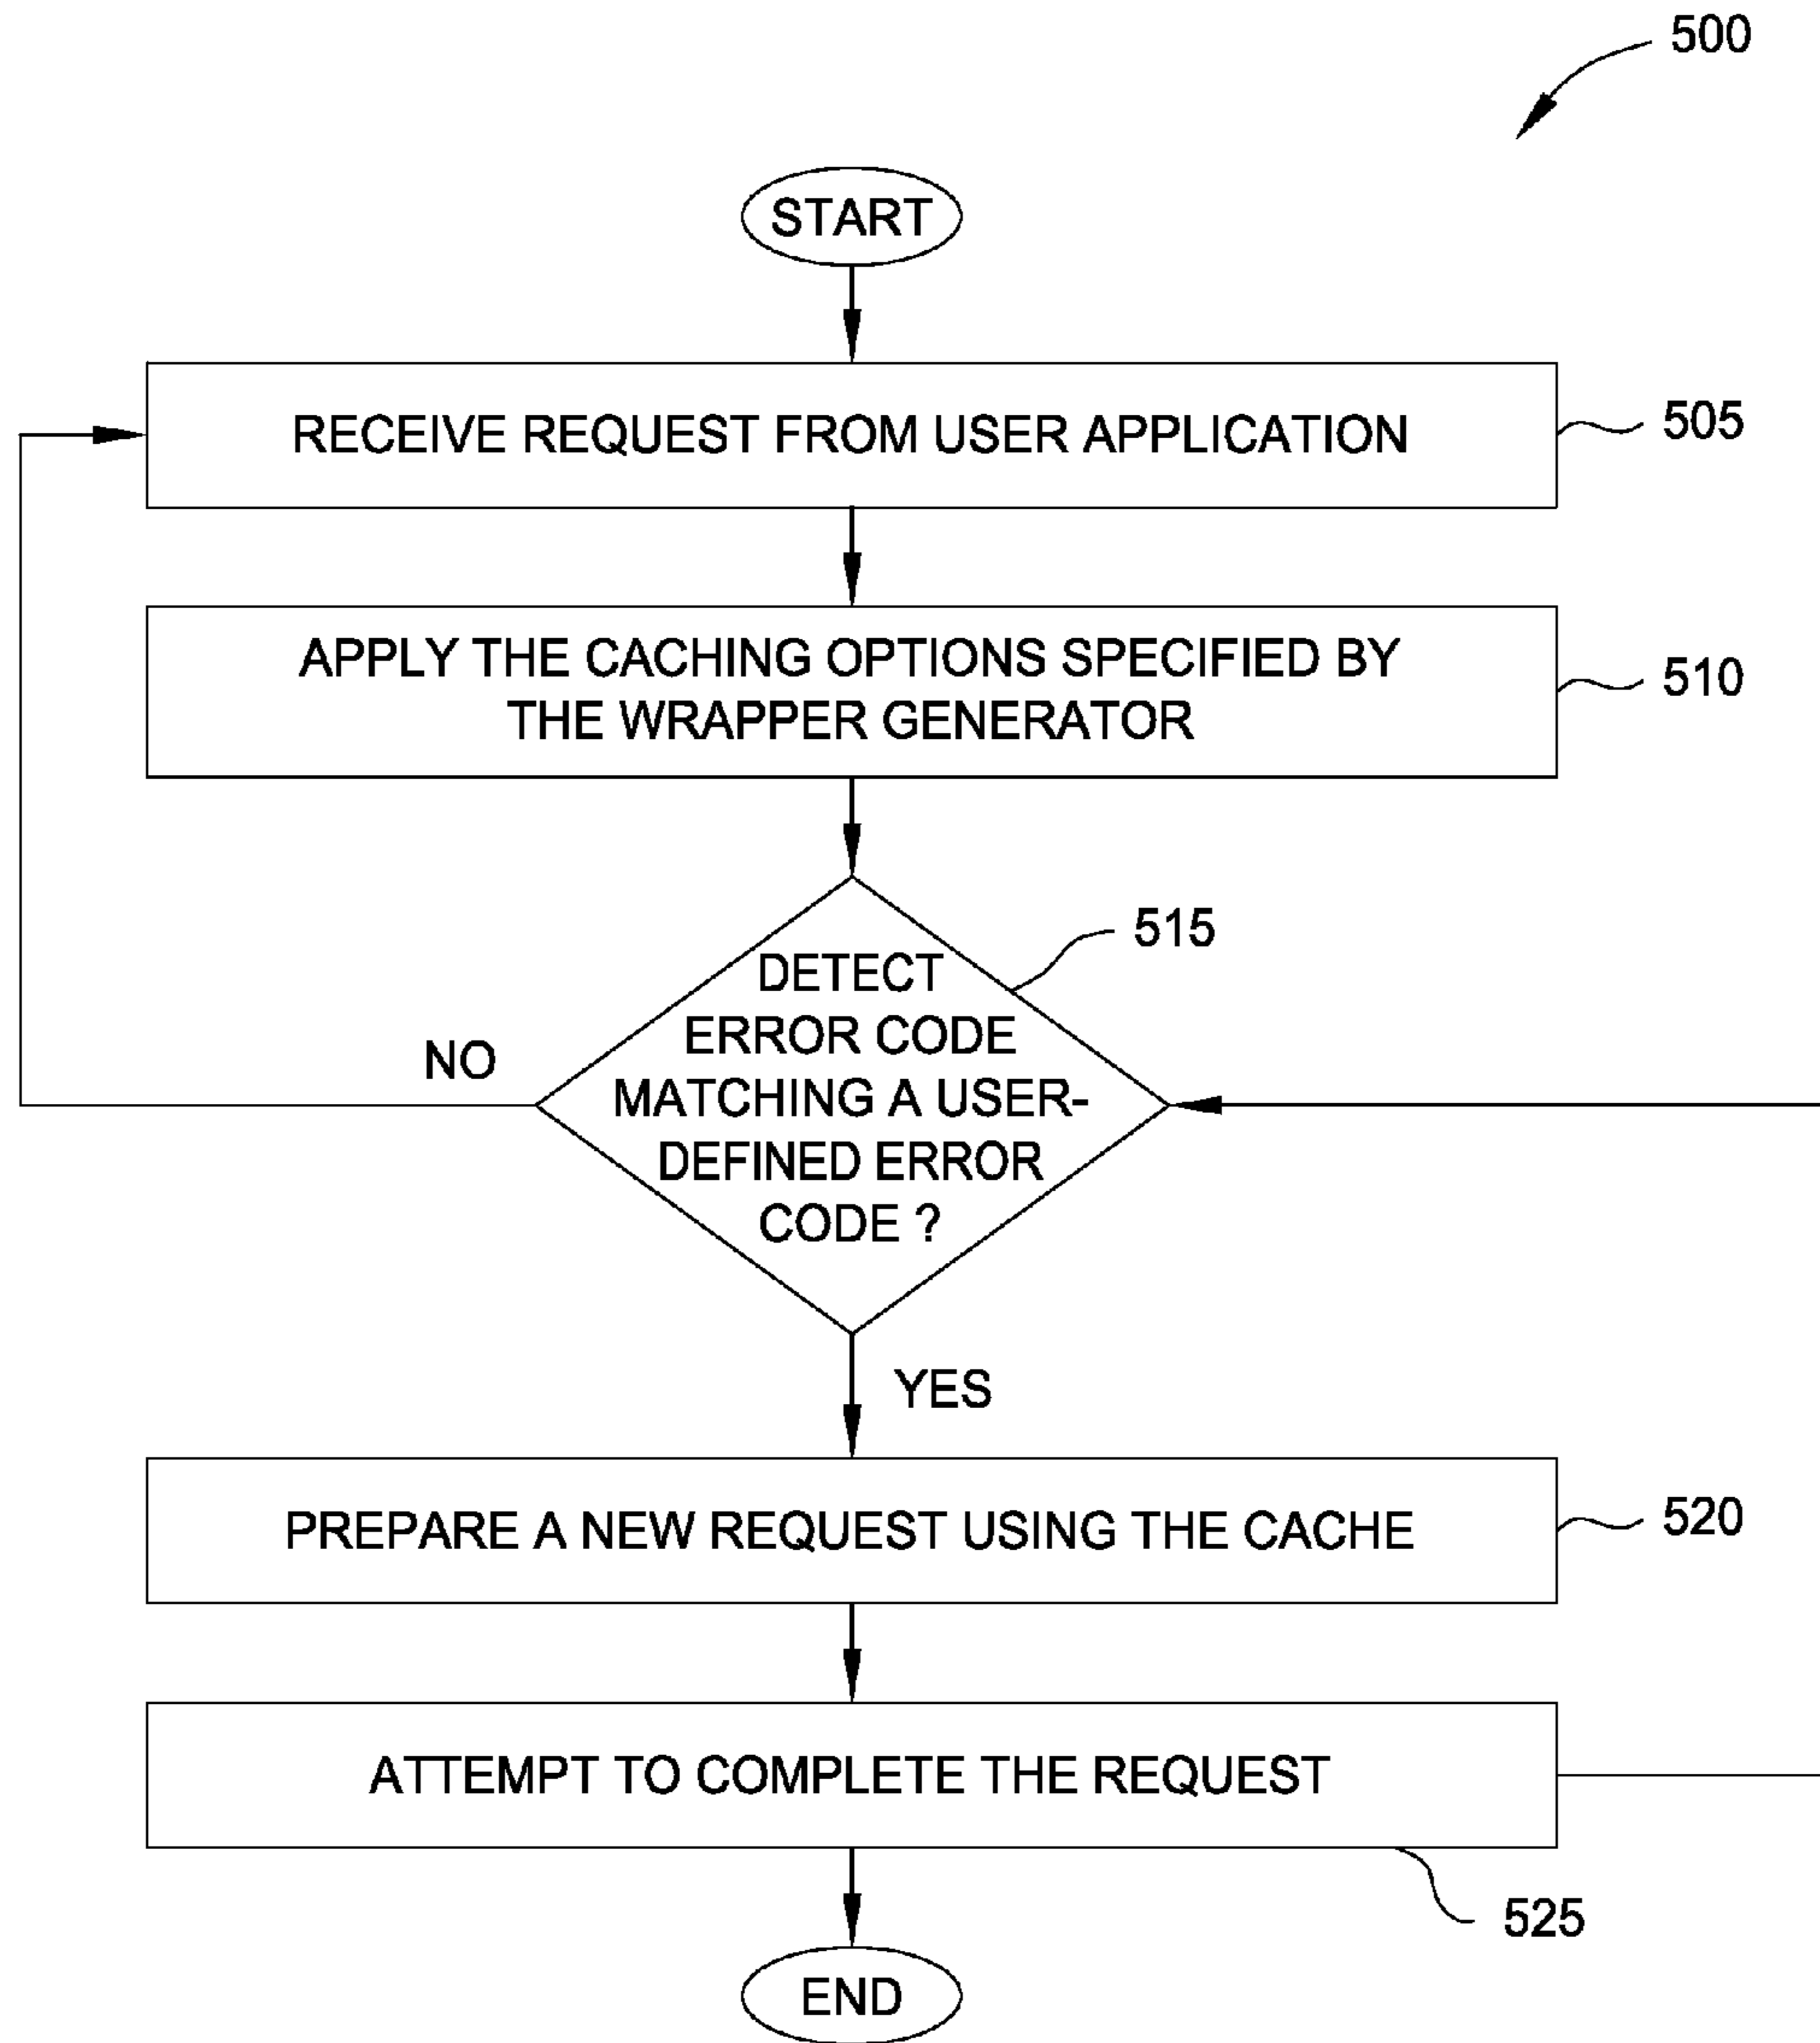 500
START
RECEIVE REQUEST FROM USER APPLICATION
505
APPLY THE CACHING OPTIONS SPECIFIED BY
THE WRAPPER GENERATOR
510
515
DETECT
ERROR CODE
MATCHING A USER-
DEFINED ERROR
CODE ?
NO
YES
PREPARE A NEW REQUEST USING THE CACHE
520
ATTEMPT TO COMPLETE THE REQUEST
525
END